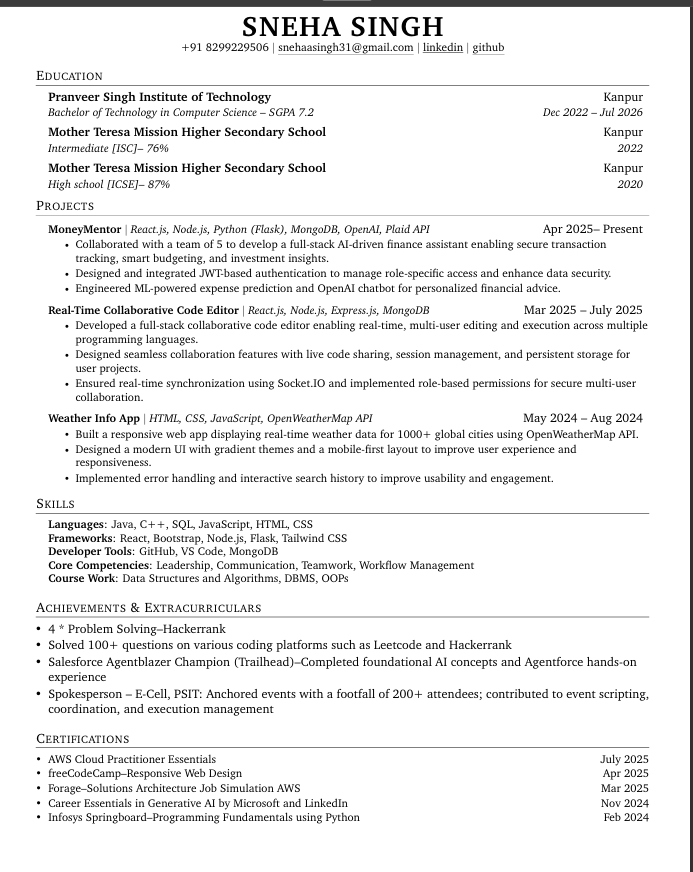 SNEHA SINGH
+91 8299229506 | snehaasingh31@gmail.com | linkedin | github
EDUCATION
Pranveer Singh Institute of Technology Kanpur
Bachelor of Technology in Computer Science – SGPA 7.2 Dec 2022 – Jul 2026
Mother Teresa Mission Higher Secondary School Kanpur
Intermediate [ISC]– 76% 2022
Mother Teresa Mission Higher Secondary School Kanpur
High school [ICSE]– 87% 2020
PROJECTS
MoneyMentor | React.js, Node.js, Python (Flask), MongoDB, OpenAI, Plaid API Apr 2025– Present
• Collaborated with a team of 5 to develop a full-stack AI-driven finance assistant enabling secure transaction
tracking, smart budgeting, and investment insights.
• Designed and integrated JWT-based authentication to manage role-specific access and enhance data security.
• Engineered ML-powered expense prediction and OpenAI chatbot for personalized financial advice.
Real-Time Collaborative Code Editor | React.js, Node.js, Express.js, MongoDB Mar 2025 – July 2025
• Developed a full-stack collaborative code editor enabling real-time, multi-user editing and execution across multiple
programming languages.
• Designed seamless collaboration features with live code sharing, session management, and persistent storage for
user projects.
• Ensured real-time synchronization using Socket.IO and implemented role-based permissions for secure multi-user
collaboration.
Weather Info App | HTML, CSS, JavaScript, OpenWeatherMap API May 2024 – Aug 2024
• Built a responsive web app displaying real-time weather data for 1000+ global cities using OpenWeatherMap API.
• Designed a modern UI with gradient themes and a mobile-first layout to improve user experience and
responsiveness.
• Implemented error handling and interactive search history to improve usability and engagement.
SKILLS
Languages: Java, C++, SQL, JavaScript, HTML, CSS
Frameworks: React, Bootstrap, Node.js, Flask, Tailwind CSS
Developer Tools: GitHub, VS Code, MongoDB
Core Competencies: Leadership, Communication, Teamwork, Workflow Management
Course Work: Data Structures and Algorithms, DBMS, OOPs
ACHIEVEMENTS & EXTRACURRICULARS
• 4 * Problem Solving–Hackerrank
• Solved 100+ questions on various coding platforms such as Leetcode and Hackerrank
• Salesforce Agentblazer Champion (Trailhead)–Completed foundational AI concepts and Agentforce hands-on
experience
• Spokesperson – E-Cell, PSIT: Anchored events with a footfall of 200+ attendees; contributed to event scripting,
coordination, and execution management
CERTIFICATIONS
• AWS Cloud Practitioner Essentials July 2025
• freeCodeCamp–Responsive Web Design Apr 2025
• Forage–Solutions Architecture Job Simulation AWS Mar 2025
• Career Essentials in Generative AI by Microsoft and LinkedIn Nov 2024
• Infosys Springboard–Programming Fundamentals using Python Feb 2024